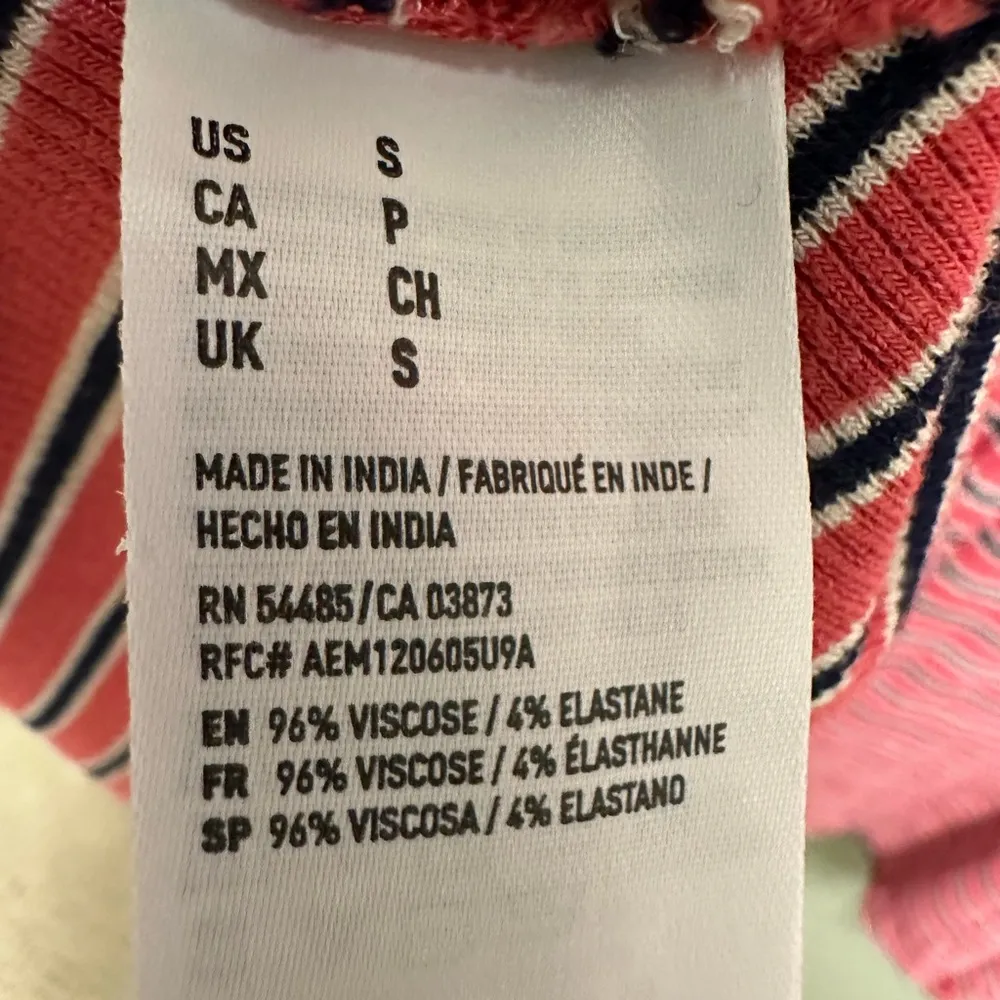 US S
CA P
MX CH
UK S
MADE IN INDIA / FABRIQUÉ EN INDE /
HECHO EN INDIA
RN 54485 / CA 03873
RFC# AEM120605U9A
EN 96% VISCOSE / 4% ELASTANE
FR 96% VISCOSE / 4% ÉLASTHANNE
SP 96% VISCOSA / 4% ELASTANO